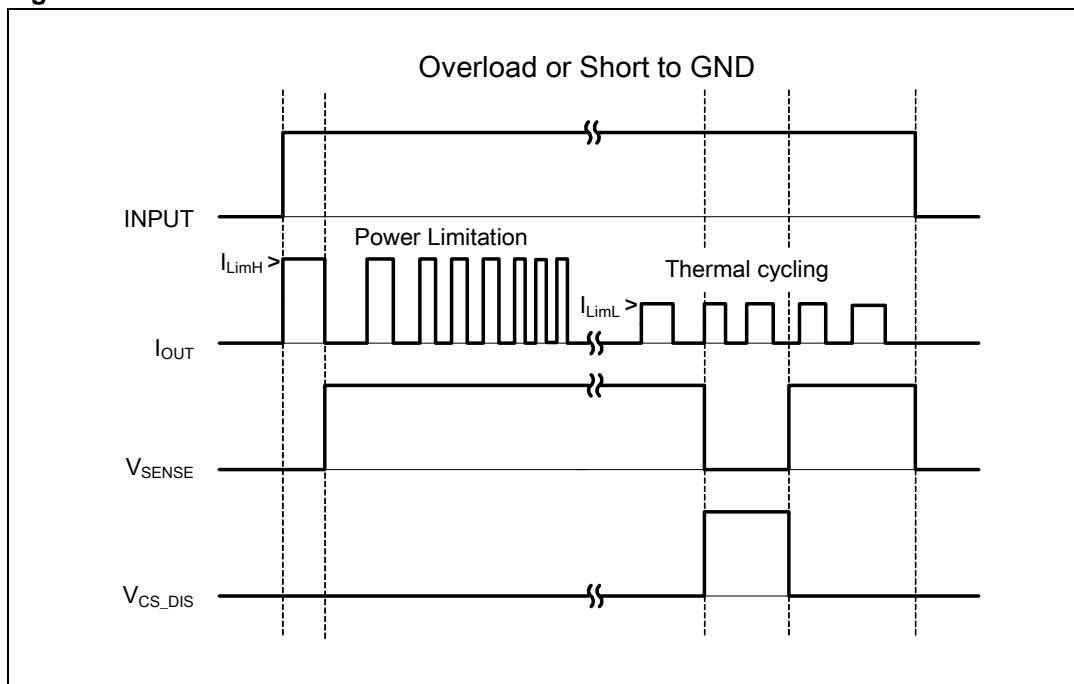 Overload or Short to GND
INPUT
Power Limitation
I_LimH >
Thermal cycling
I_LimL >
I_OUT
V_SENSE
V_CS_DIS